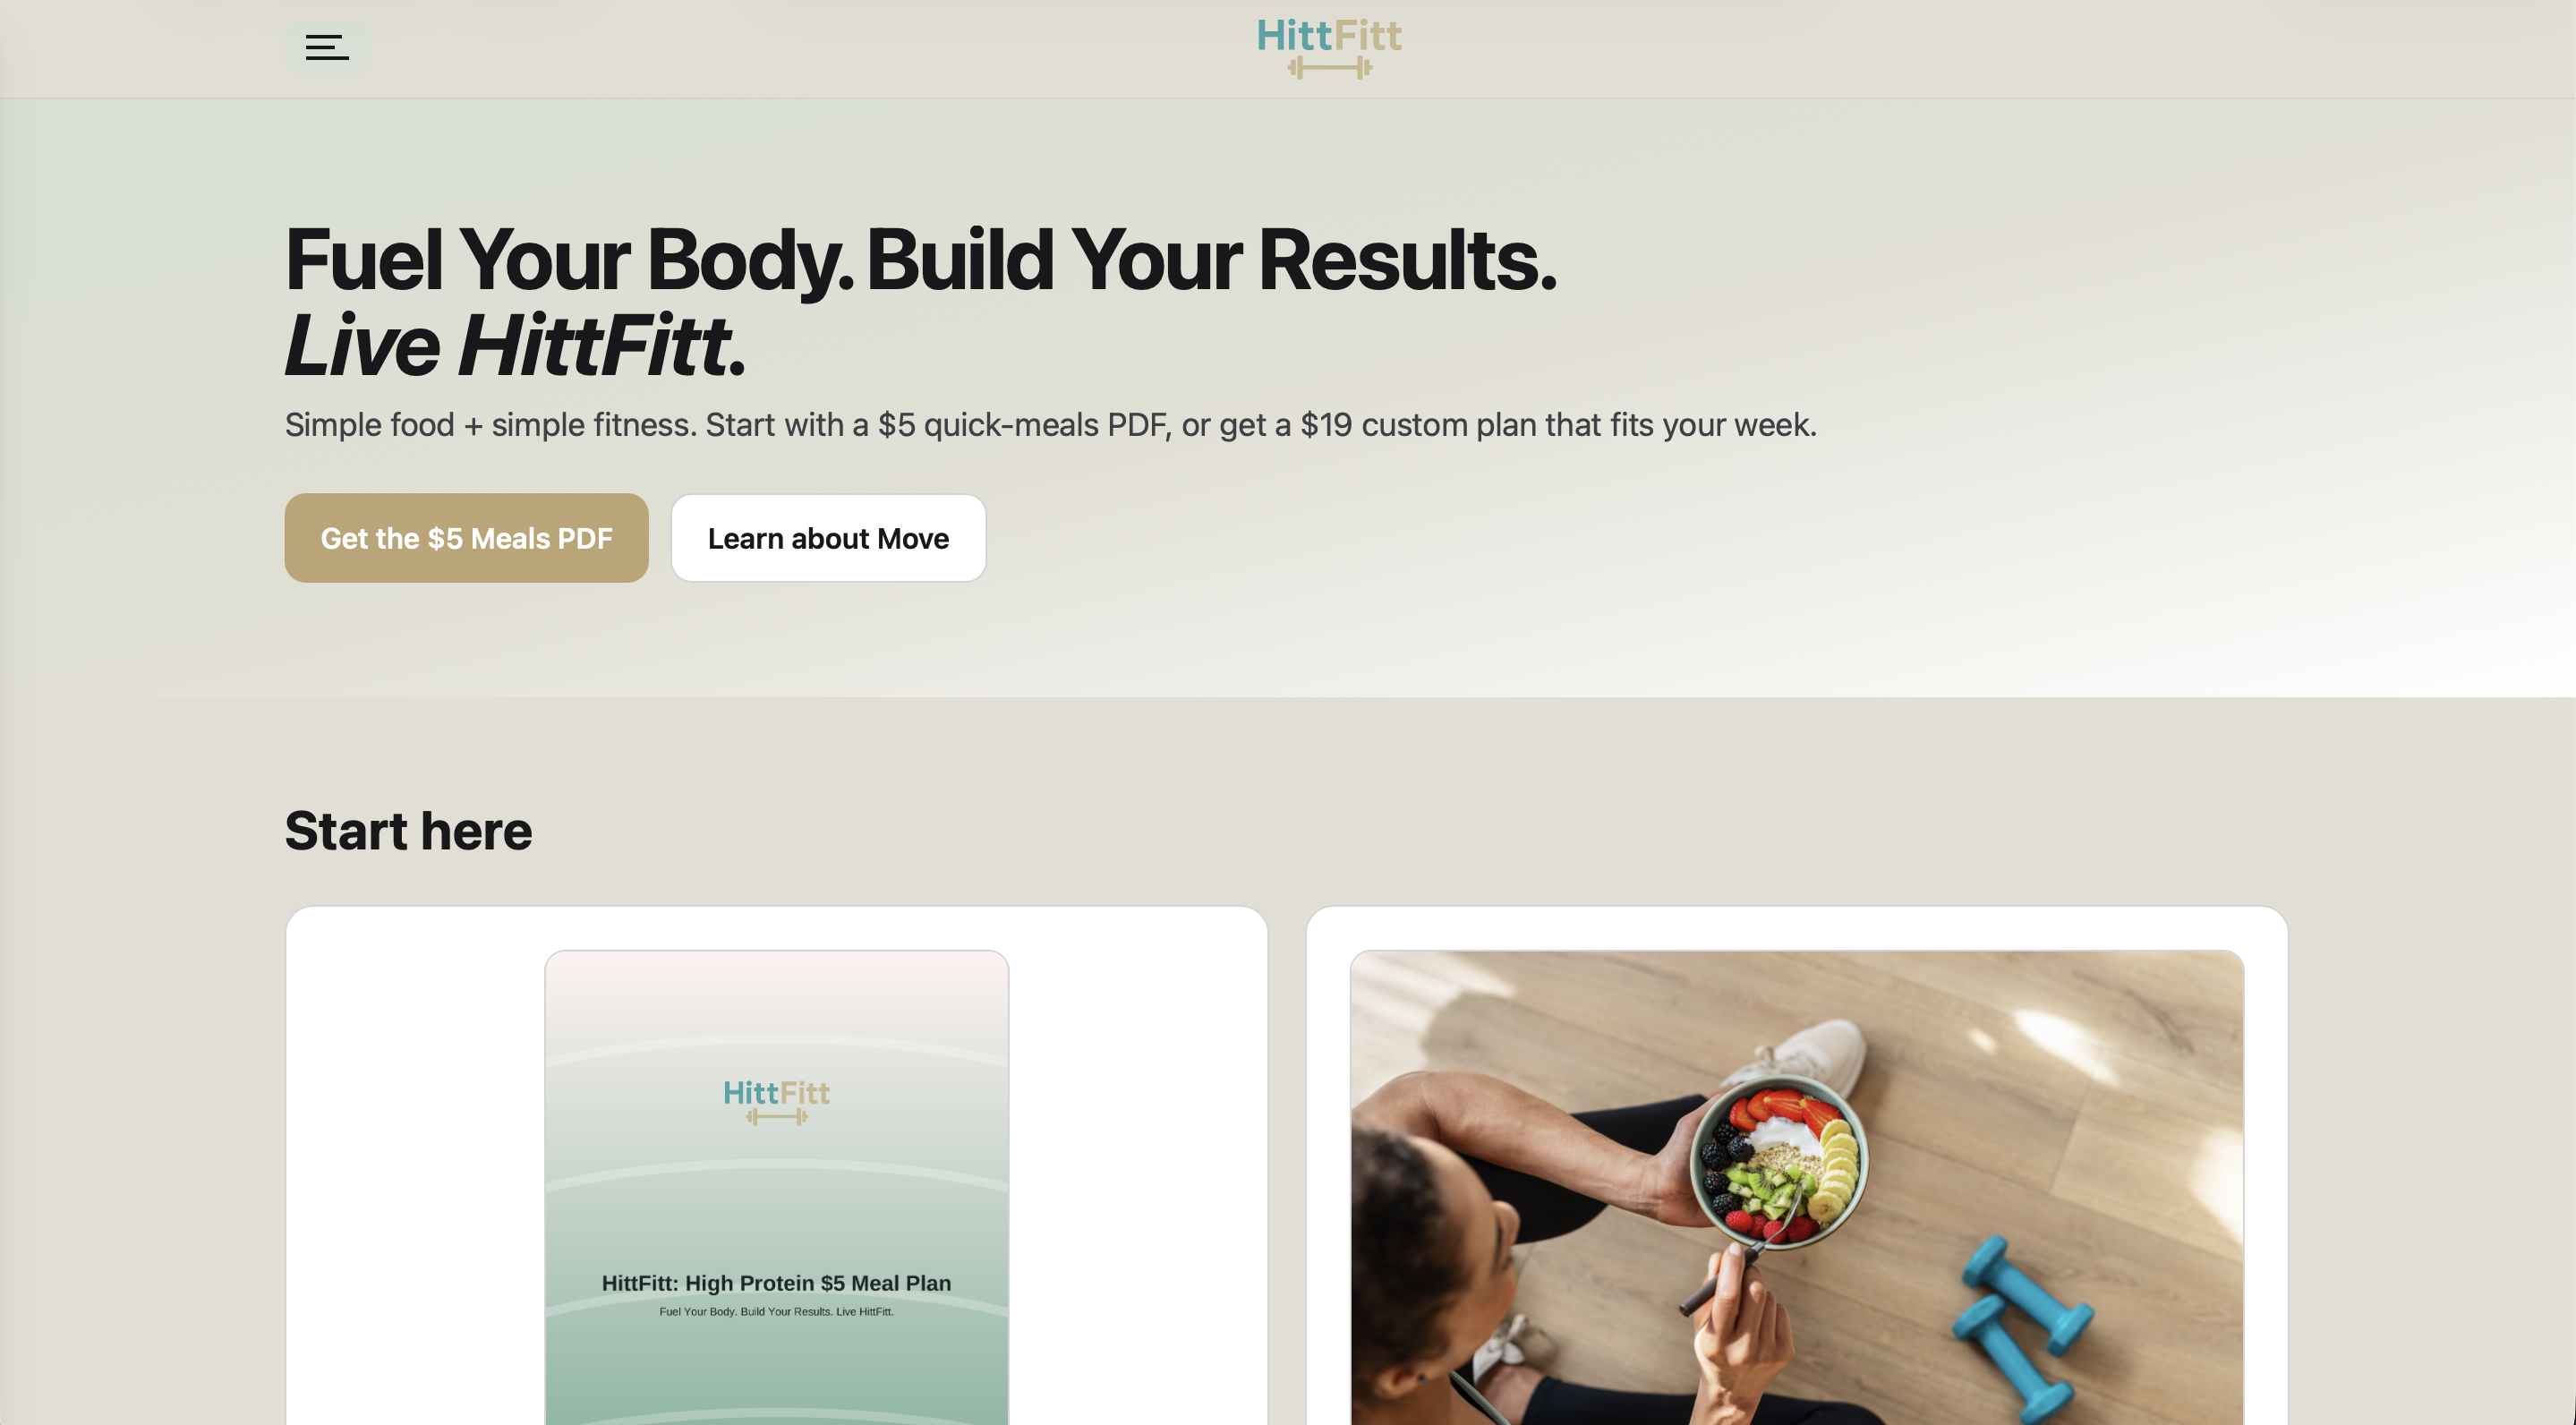 HittFitt
Fuel Your Body. Build Your Results.
Live HittFitt.
Simple food + simple fitness. Start with a $5 quick-meals PDF, or get a $19 custom plan that fits your week.
Get the $5 Meals PDF
Learn about Move
Start here
HittFitt
HittFitt: High Protein $5 Meal Plan
Fuel Your Body. Build Your Results. Live HittFitt.